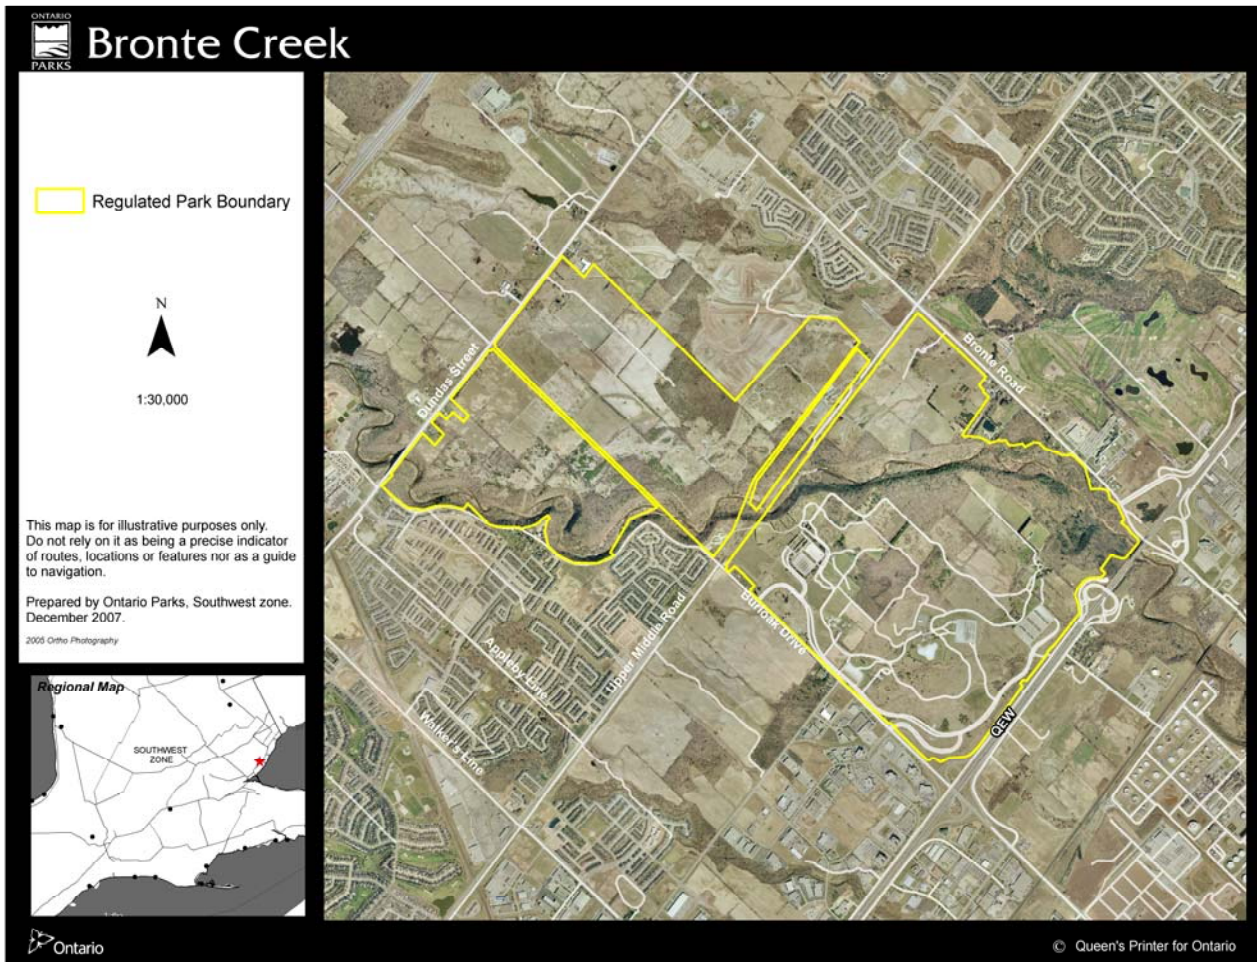 ONTARIO
PARKS
Bronte Creek
Regulated Park Boundary
N
1:30,000
This map is for illustrative purposes only.
Do not rely on it as being a precise indicator
of routes, locations or features nor as a guide
to navigation.
Prepared by Ontario Parks, Southwest zone.
December 2007.
2005 Ortho Photography
Regional Map
SOUTHWEST
ZONE
Ontario
Dundas Street
Bronte Road
Burloak Drive
Upper Middle Road
Appleby Line
Walker's Line
QEW
© Queen's Printer for Ontario